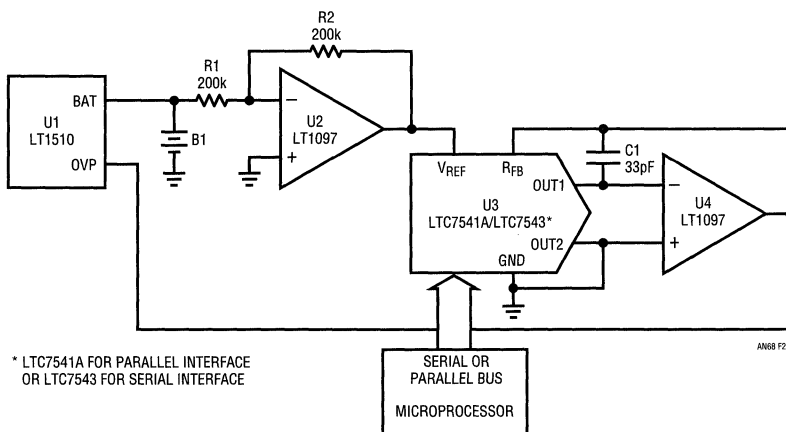 R2
200k
R1
200k
U1
LT1510
BAT
OVP
B1
−
+
U2
LT1097
VREF
RFB
C1
33pF
OUT1
U3
LTC7541A/LTC7543*
OUT2
GND
−
+
U4
LT1097
AN68 F2
* LTC7541A FOR PARALLEL INTERFACE
OR LTC7543 FOR SERIAL INTERFACE
SERIAL OR
PARALLEL BUS
MICROPROCESSOR